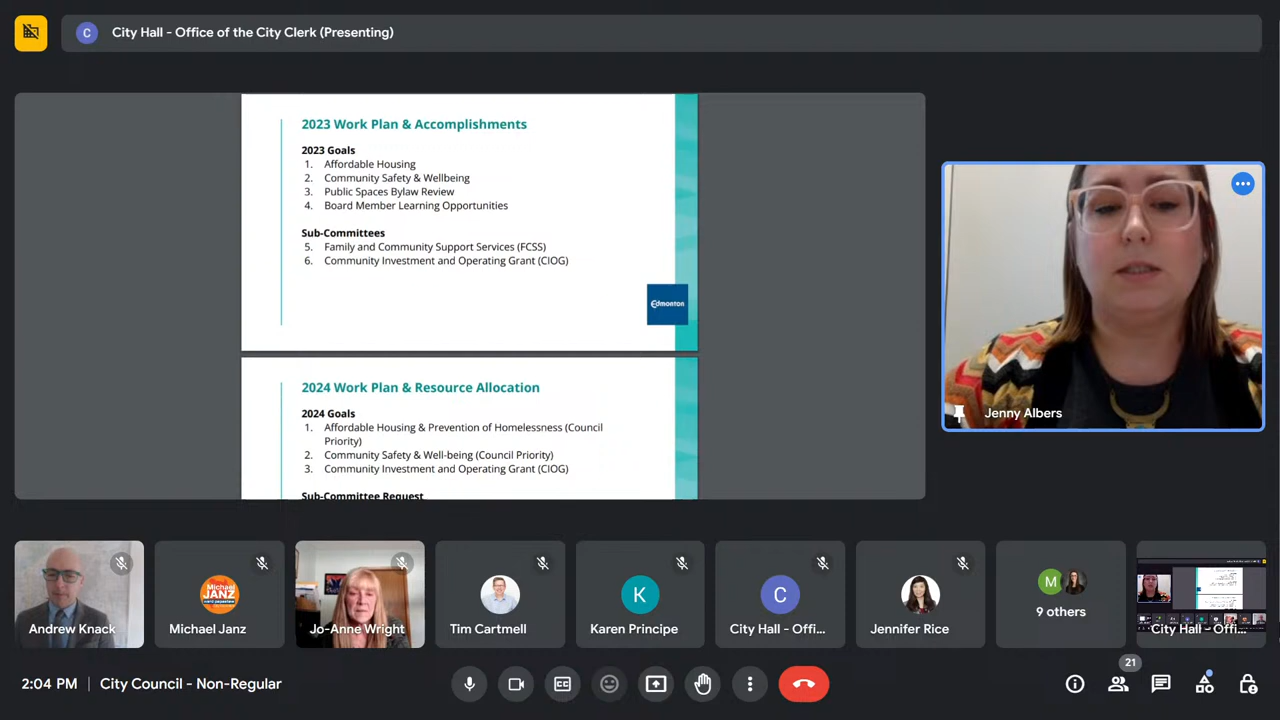 C City Hall - Office of the City Clerk (Presenting)
2023 Work Plan & Accomplishments
2023 Goals
1. Affordable Housing
2. Community Safety & Wellbeing
3. Public Spaces Bylaw Review
4. Board Member Learning Opportunities
Sub-Committees
5. Family and Community Support Services (FCSS)
6. Community Investment and Operating Grant (CIOG)
Edmonton
2024 Work Plan & Resource Allocation
2024 Goals
1. Affordable Housing & Prevention of Homelessness (Council
Priority)
2. Community Safety & Well-being (Council Priority)
3. Community Investment and Operating Grant (CIOG)
Sub-Committee Request
Jenny Albers
Andrew Knack
Michael
JANZ
Michael Janz
Jo-Anne Wright
Tim Cartmell
K
Karen Principe
C
City Hall - Offi...
Jennifer Rice
M
9 others
City Hall - Offi...
2:04 PM | City Council - Non-Regular
CC
21